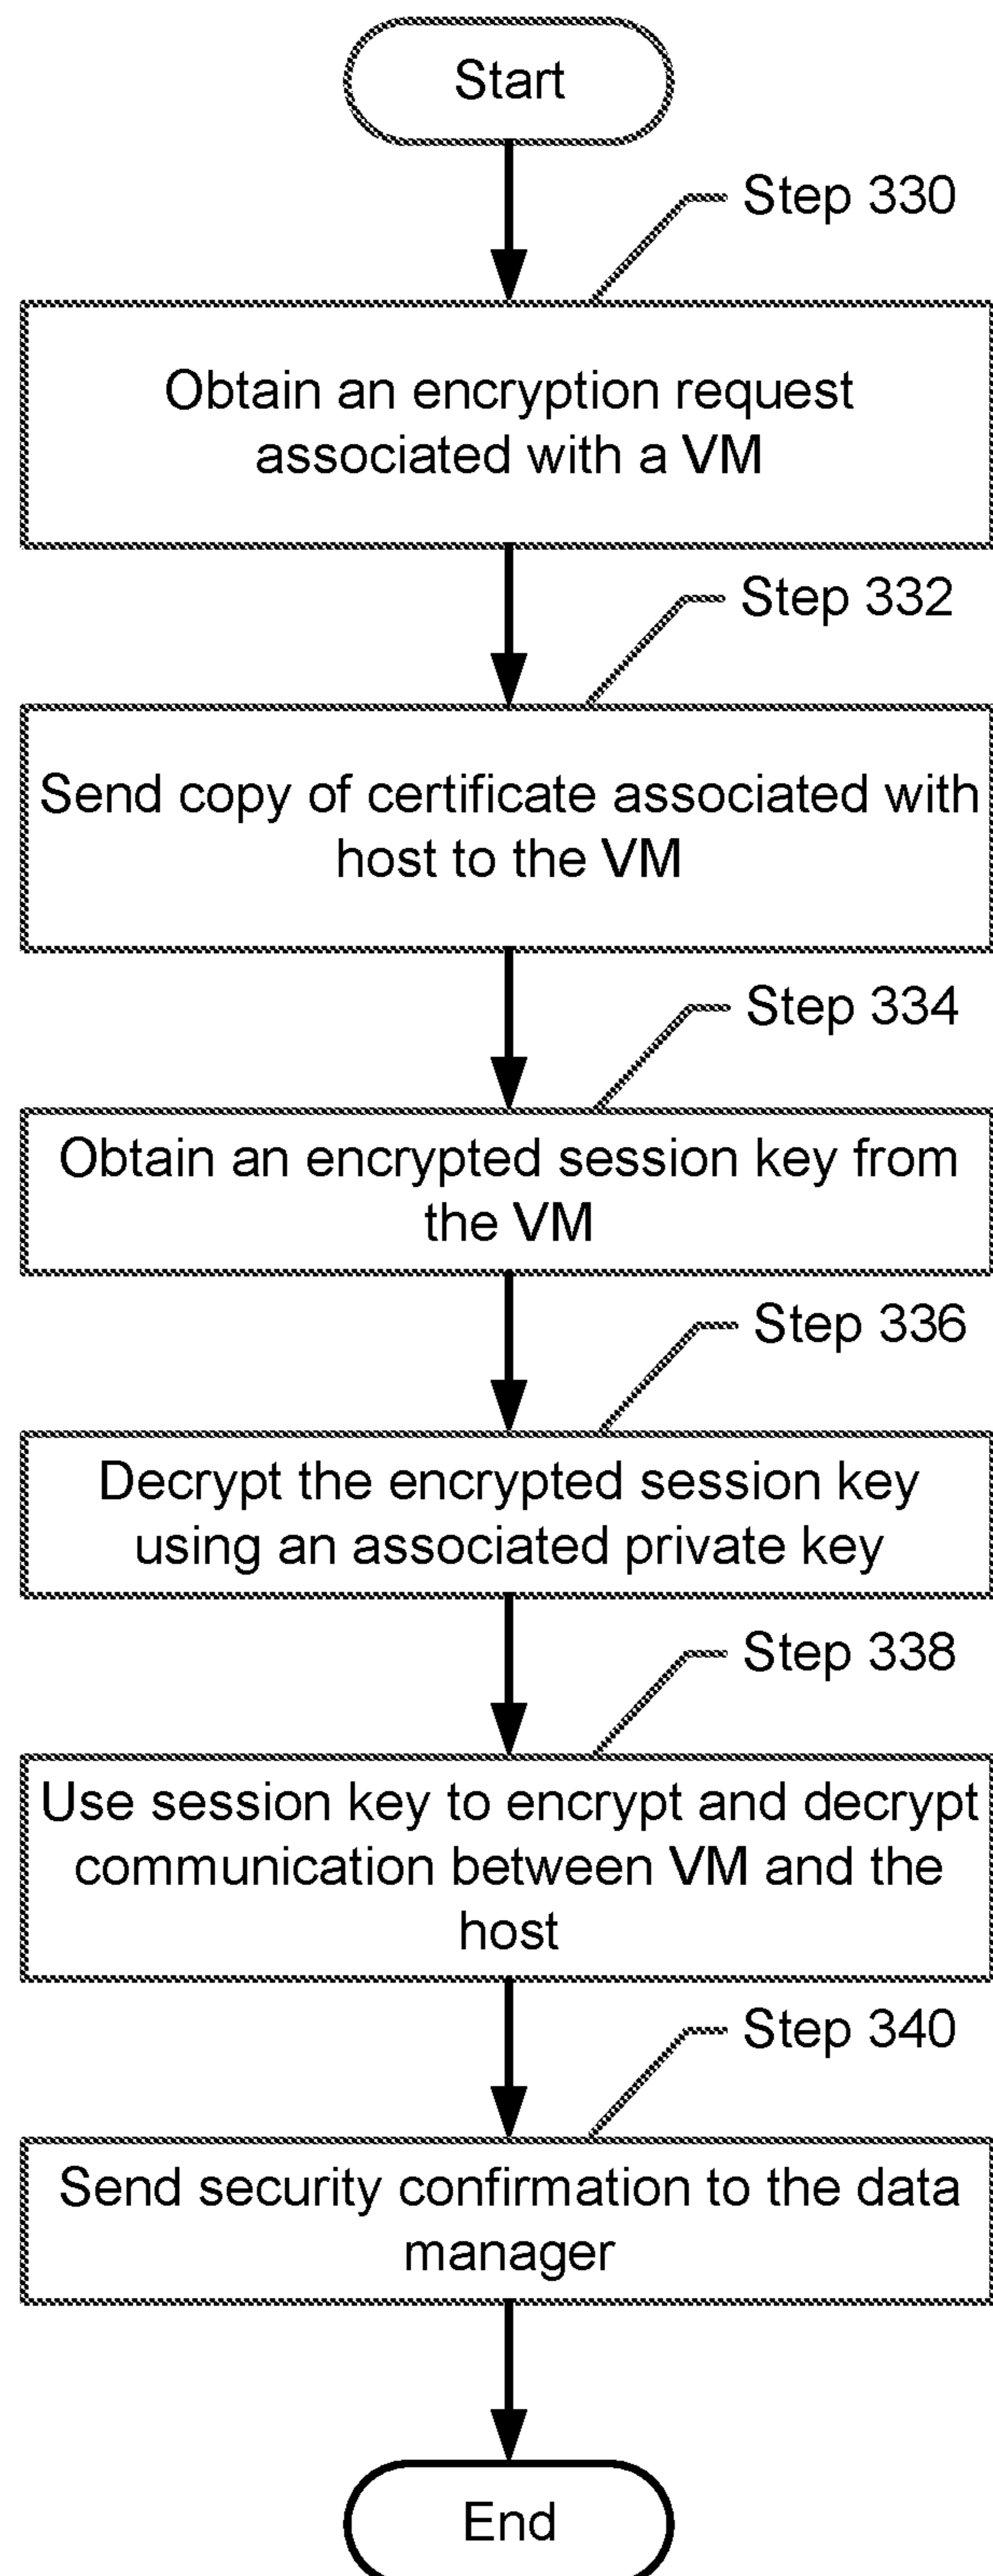 Start
Step 330
Obtain an encryption request
associated with a VM
Step 332
Send copy of certificate associated with
host to the VM
Step 334
Obtain an encrypted session key from
the VM
Step 336
Decrypt the encrypted session key
using an associated private key
Step 338
Use session key to encrypt and decrypt
communication between VM and the
host
Step 340
Send security confirmation to the data
manager
End